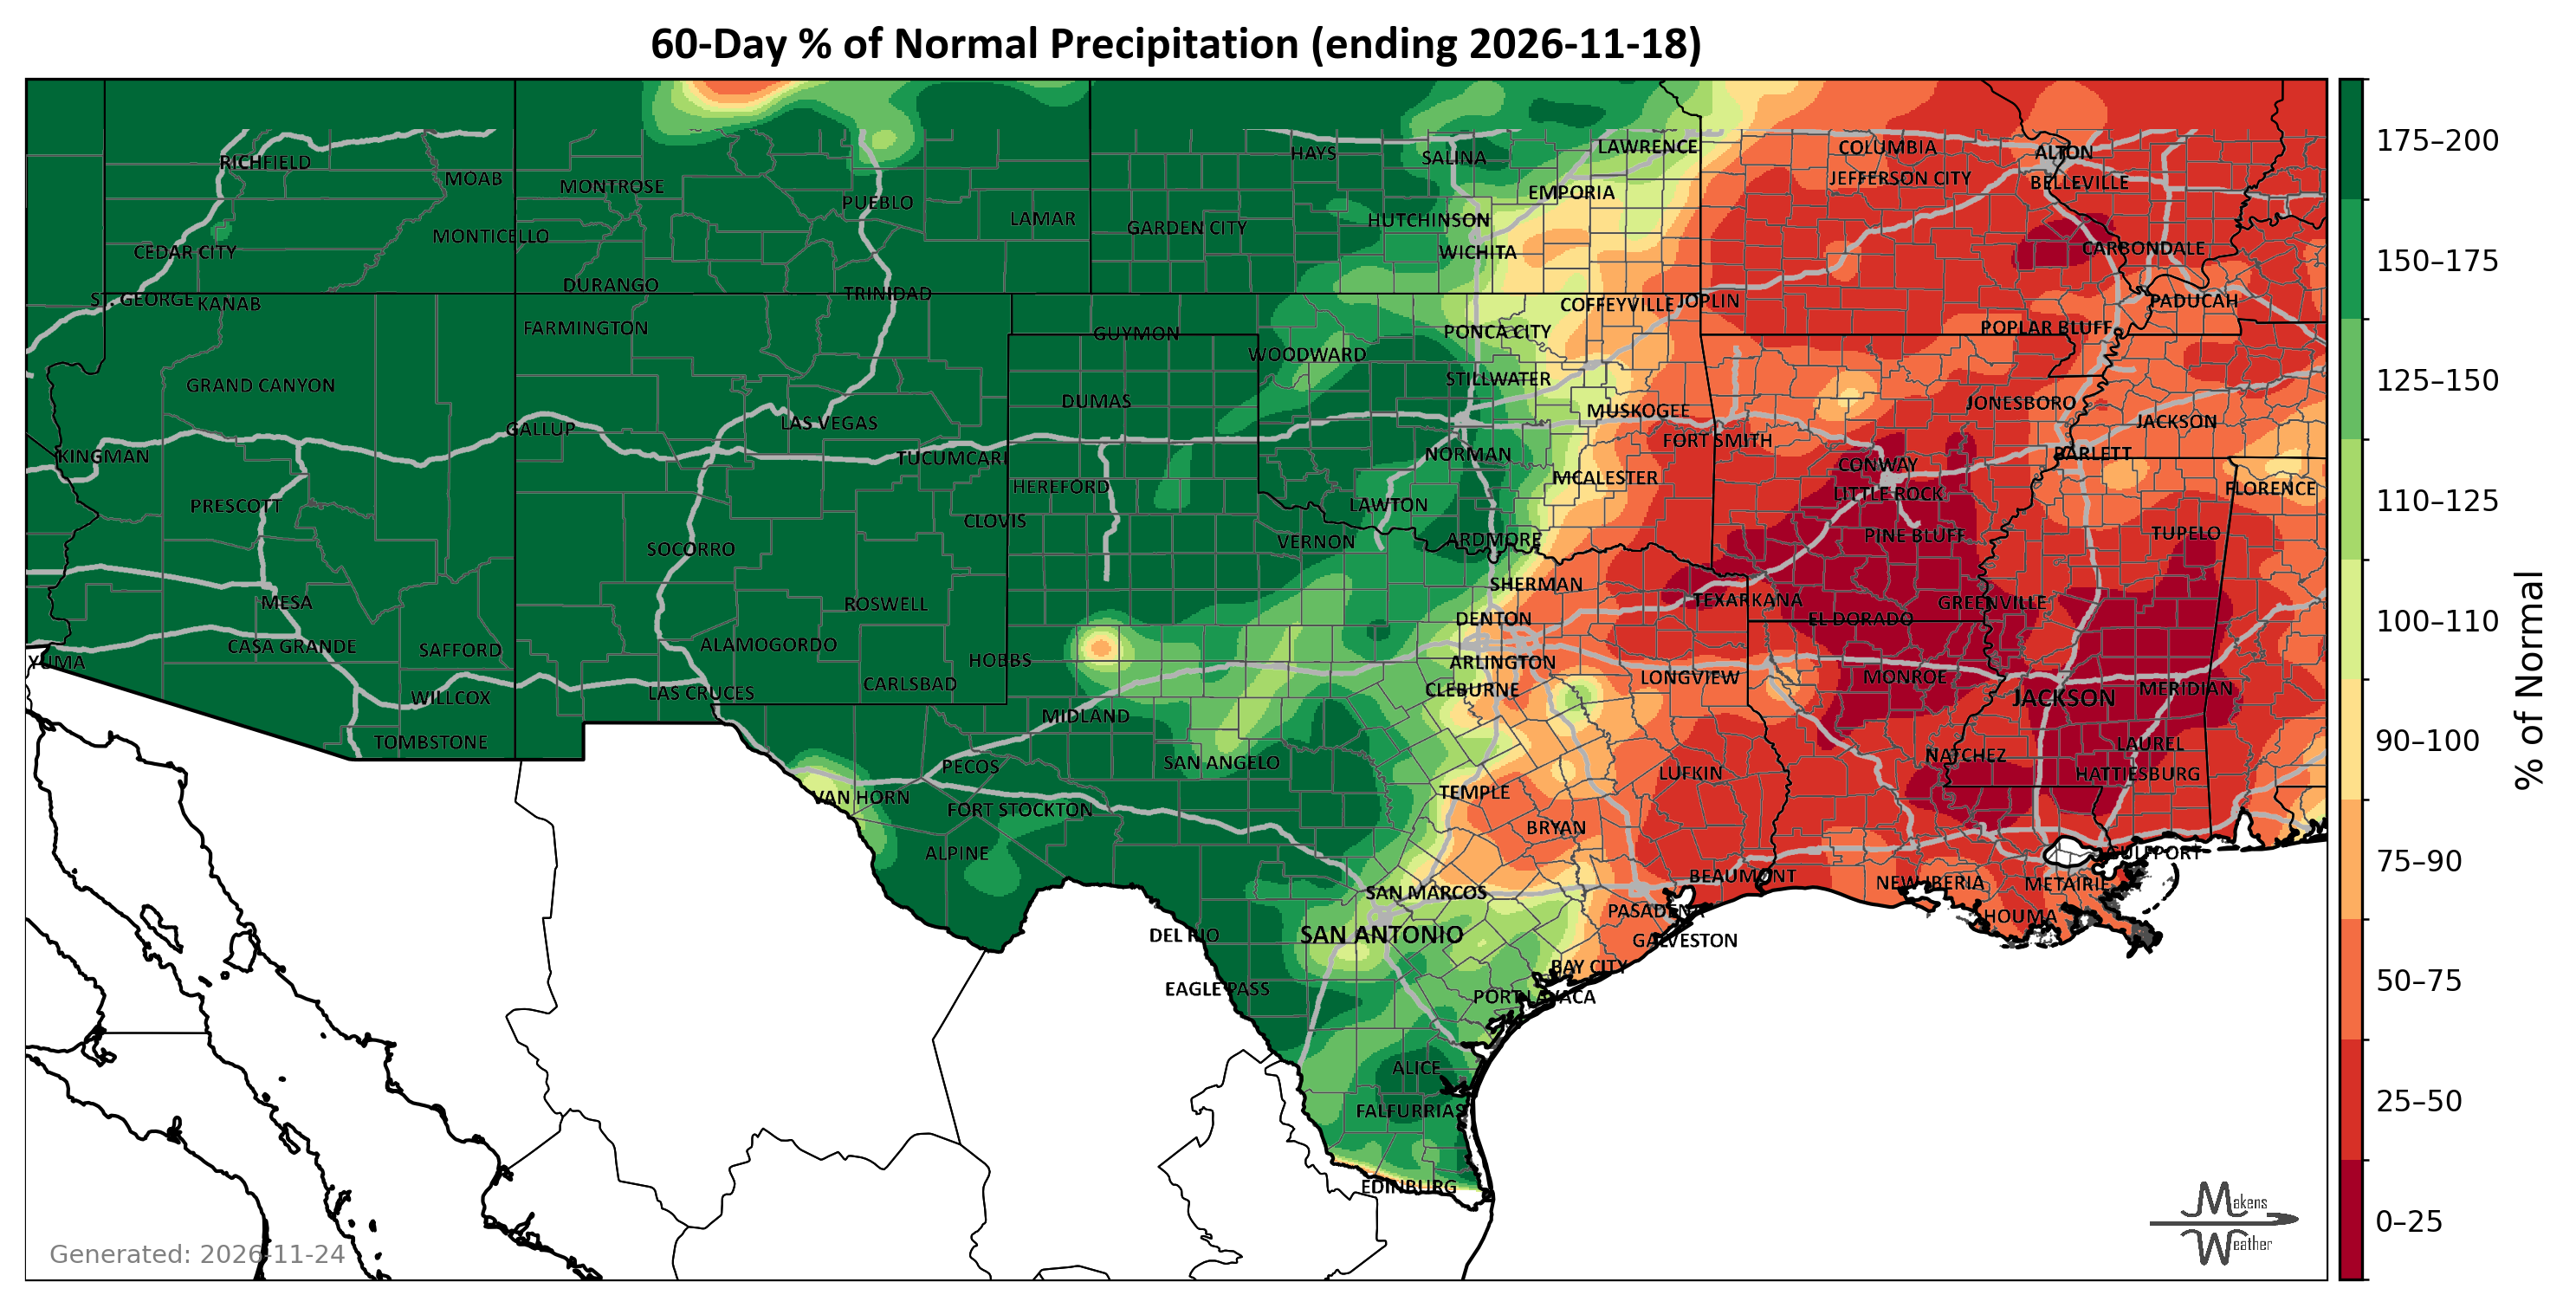 60-Day % of Normal Precipitation (ending 2026-11-18)
RICHFIELD
MOAB
MONTROSE
PUEBLO
LAMAR
HAYS
SALINA
LAWRENCE
COLUMBIA
ALTON
JEFFERSON CITY
BELLEVILLE
EMPORIA
HUTCHINSON
GARDEN CITY
MONTICELLO
CEDAR CITY
WICHITA
CARBONDALE
DURANGO
TRINIDAD
ST. GEORGE
KANAB
COFFEYVILLE
JOPLIN
PADUCAH
FARMINGTON
GUYMON
PONCA CITY
POPLAR BLUFF
WOODWARD
GRAND CANYON
STILLWATER
DUMAS
MUSKOGEE
JONESBORO
GALLUP
LAS VEGAS
JACKSON
FORT SMITH
KINGMAN
TUCUMCARI
NORMAN
CONWAY
BARLETT
HEREFORD
MCALESTER
LITTLE ROCK
FLORENCE
PRESCOTT
LAWTON
CLOVIS
PINE BLUFF
TUPELO
SOCORRO
VERNON
ARDMORE
SHERMAN
MESA
ROSWELL
TEXARKANA
GREENVILLE
DENTON
EL DORADO
CASA GRANDE
SAFFORD
ALAMOGORDO
HOBBS
YUMA
ARLINGTON
LONGVIEW
MONROE
CARLSBAD
CLEBURNE
MERIDIAN
WILLCOX
LAS CRUCES
JACKSON
MIDLAND
TOMBSTONE
LAUREL
NATCHEZ
PECOS
SAN ANGELO
LUFKIN
HATTIESBURG
VAN HORN
TEMPLE
FORT STOCKTON
BRYAN
ALPINE
GULFPORT
BEAUMONT
NEW IBERIA
METAIRIE
SAN MARCOS
PASADENA
HOUMA
DEL RIO
SAN ANTONIO
GALVESTON
BAY CITY
EAGLE PASS
PORT LAVACA
ALICE
FALFURRIAS
EDINBURG
175–200
150–175
125–150
110–125
100–110
90–100
75–90
50–75
25–50
0–25
% of Normal
Makens
Weather
Generated: 2026-11-24